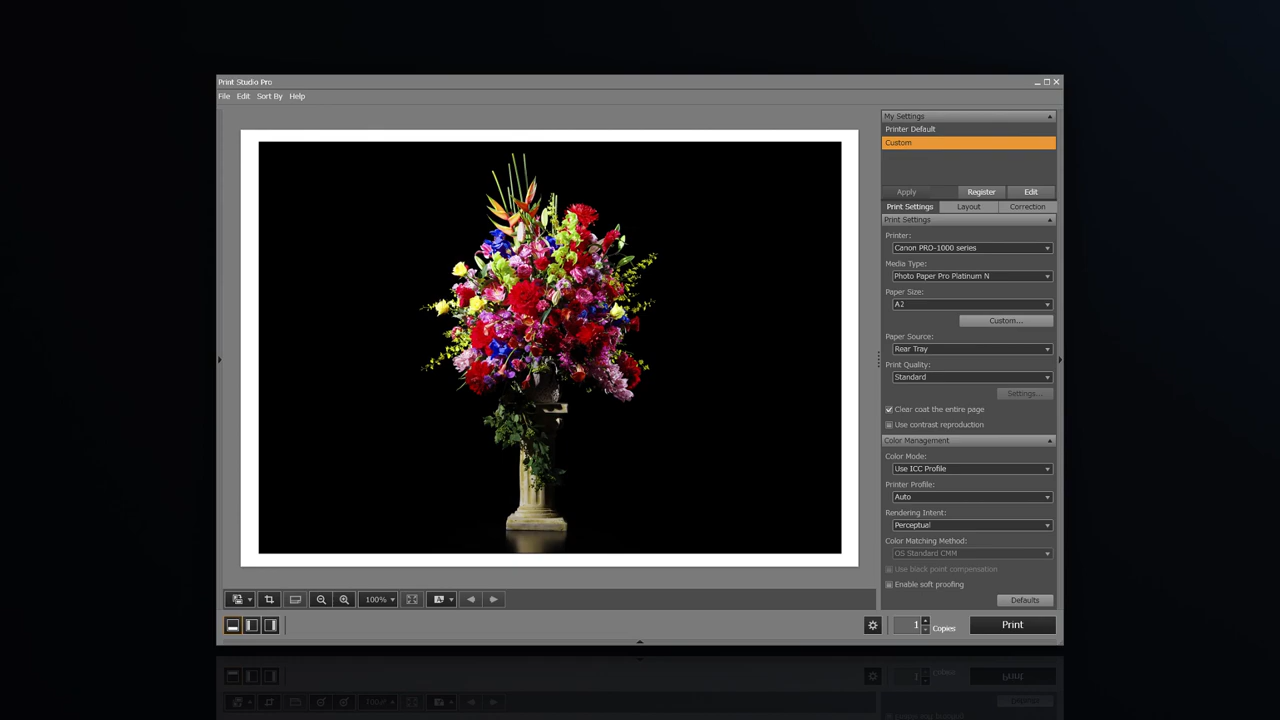 Print Studio Pro
File Edit Sort By Help
My Settings
Printer Default
Custom
Apply Register Edit
Print Settings Layout Correction
Print Settings
Printer:
Canon PRO-1000 series
Media Type:
Photo Paper Pro Platinum N
Paper Size:
A2
Custom...
Paper Source:
Rear Tray
Print Quality:
Standard
Settings...
Clear coat the entire page
Use contrast reproduction
Color Management
Color Mode:
Use ICC Profile
Printer Profile:
Auto
Rendering Intent:
Perceptual
Color Matching Method:
OS Standard CMM
Use black point compensation
Enable soft proofing
Defaults
100%
1 Copies Print